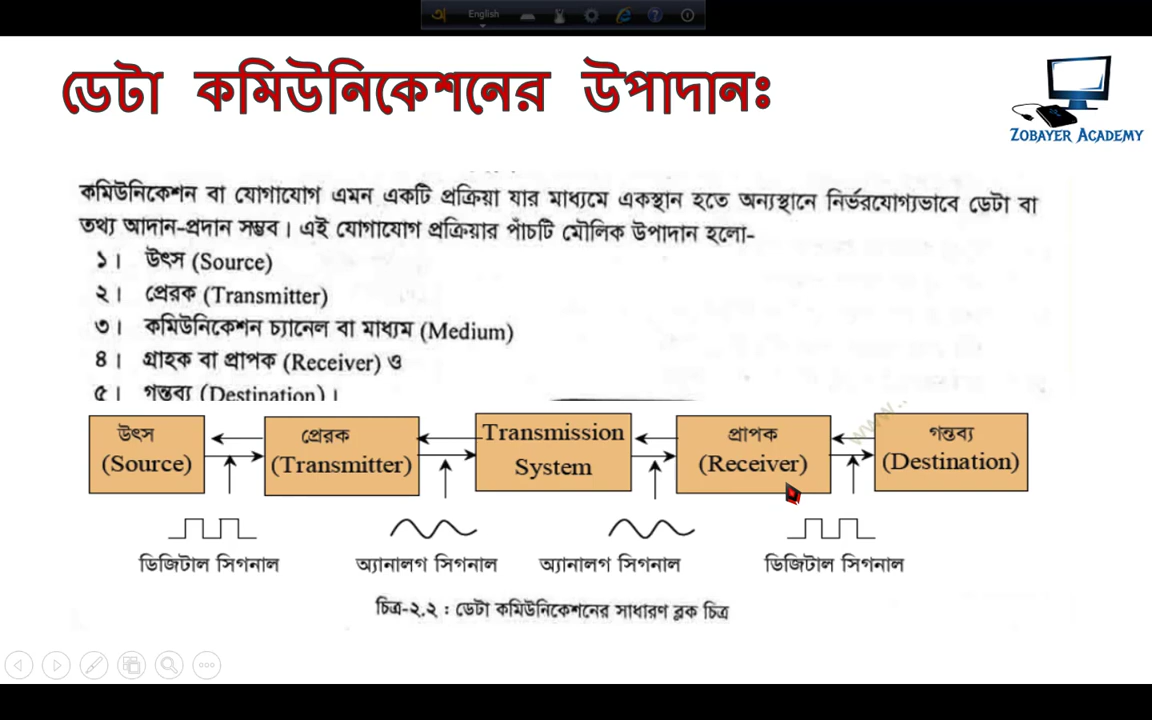 English
ডেটা কমিউনিকেশনের উপাদানঃ
ZOBAYER ACADEMY
কমিউনিকেশন বা যোগাযোগ এমন একটি প্রক্রিয়া যার মাধ্যমে একস্থান হতে অন্যস্থানে নির্ভরযোগ্যভাবে ডেটা বা
তথ্য আদান-প্রদান সম্ভব। এই যোগাযোগ প্রক্রিয়ার পাঁচটি মৌলিক উপাদান হলো-
১। উৎস (Source)
২। প্রেরক (Transmitter)
৩। কমিউনিকেশন চ্যানেল বা মাধ্যম (Medium)
৪। গ্রাহক বা প্রাপক (Receiver) ও
৫। গন্তব্য (Destination)।
উৎস
(Source)
প্রেরক
(Transmitter)
Transmission
System
প্রাপক
(Receiver)
গন্তব্য
(Destination)
www..
ডিজিটাল সিগনাল
অ্যানালগ সিগনাল
অ্যানালগ সিগনাল
ডিজিটাল সিগনাল
চিত্র-২.২ : ডেটা কমিউনিকেশনের সাধারণ ব্লক চিত্র